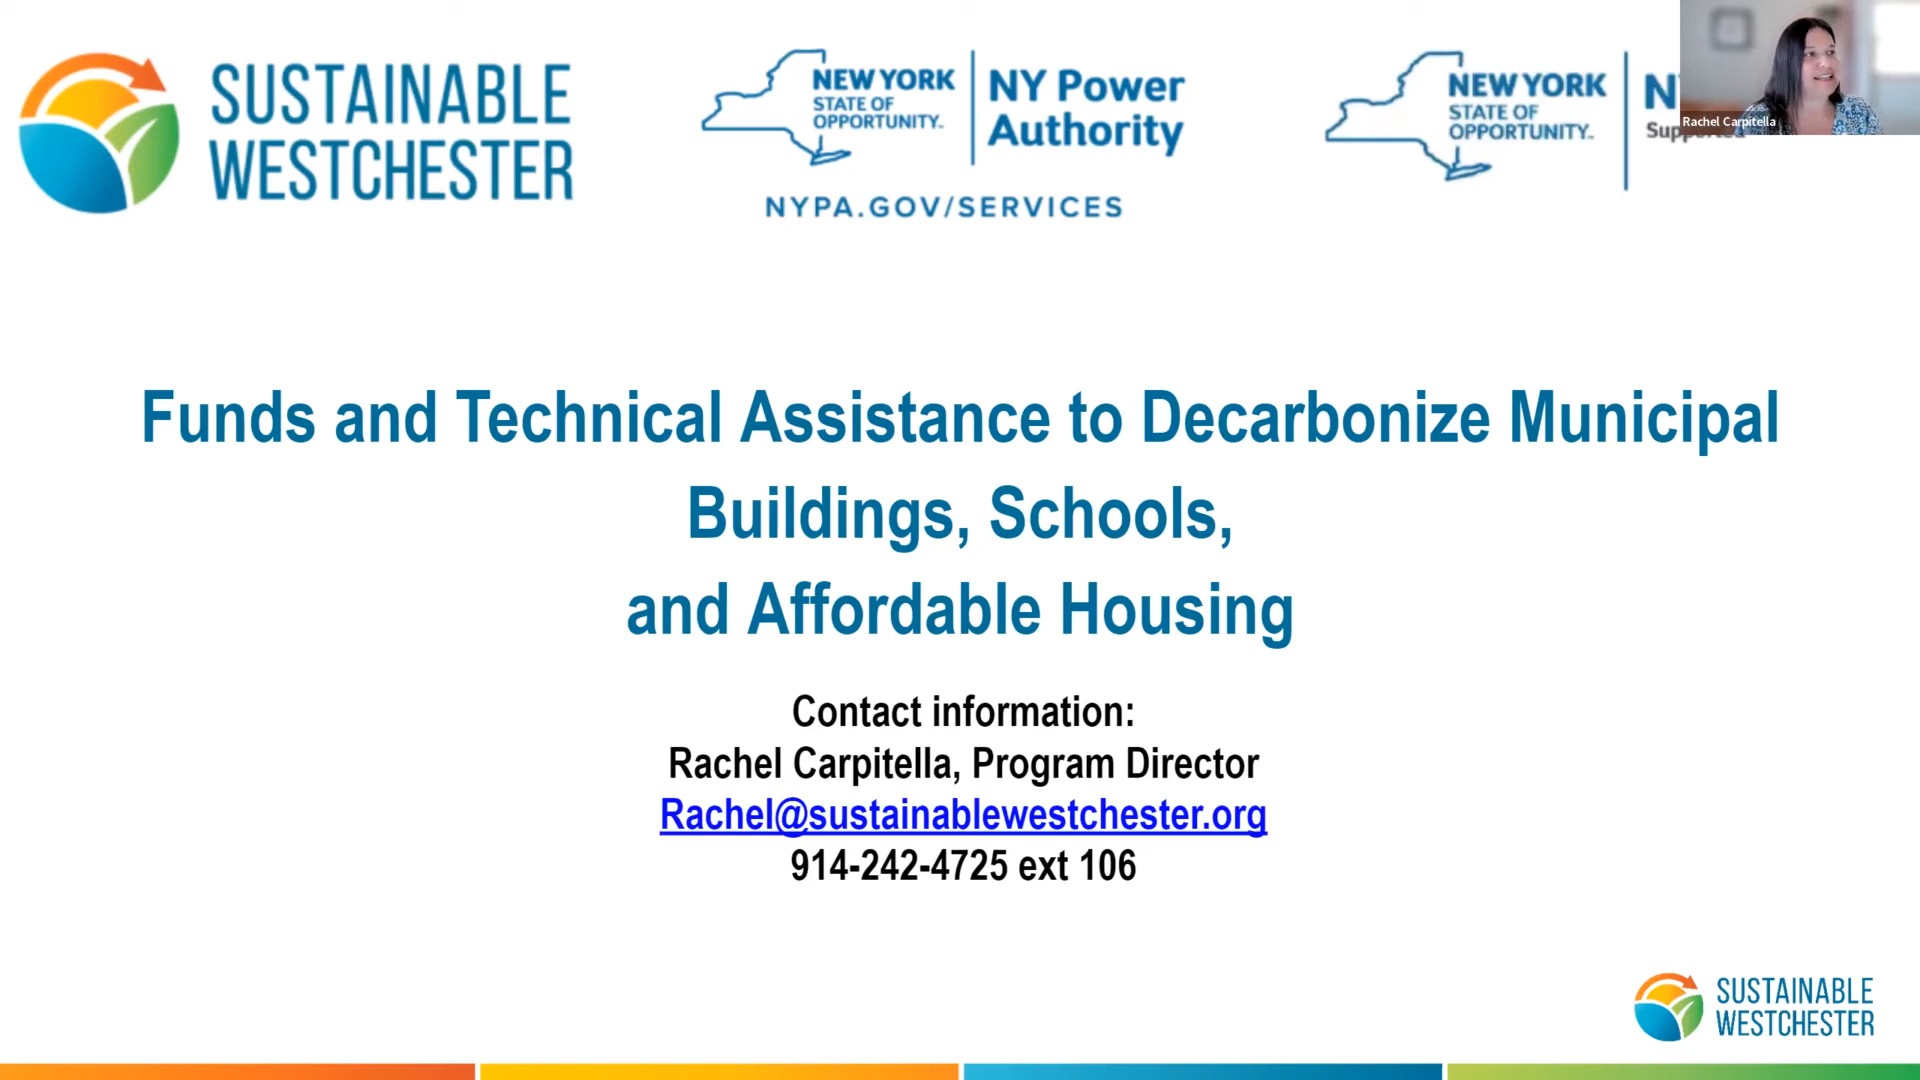 SUSTAINABLE
WESTCHESTER
NEW YORK
STATE OF
OPPORTUNITY.
NY Power
Authority
NYPA.GOV/SERVICES
NEW YORK
STATE OF
OPPORTUNITY.
Rachel Carpitella
Funds and Technical Assistance to Decarbonize Municipal
Buildings, Schools,
and Affordable Housing
Contact information:
Rachel Carpitella, Program Director
Rachel@sustainablewestchester.org
914-242-4725 ext 106
SUSTAINABLE
WESTCHESTER